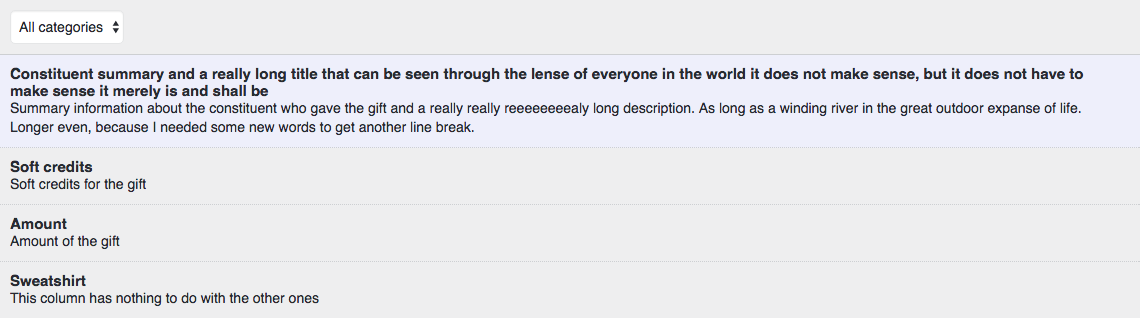 All categories
Constituent summary and a really long title that can be seen through the lense of everyone in the world it does not make sense, but it does not have to
make sense it merely is and shall be
Summary information about the constituent who gave the gift and a really really reeeeeeeealy long description. As long as a winding river in the great outdoor expanse of life.
Longer even, because I needed some new words to get another line break.
Soft credits
Soft credits for the gift
Amount
Amount of the gift
Sweatshirt
This column has nothing to do with the other ones